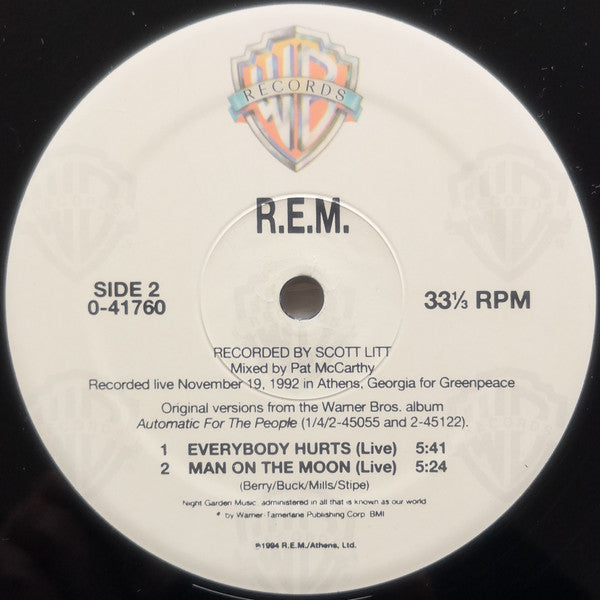 WB
RECORDS
R.E.M.
SIDE 2
0-41760
33⅓ RPM
RECORDED BY SCOTT LITT
Mixed by Pat McCarthy
Recorded live November 19, 1992 in Athens, Georgia for Greenpeace
Original versions from the Warner Bros. album
Automatic For The People (1/4/2-45055 and 2-45122).
1 EVERYBODY HURTS (Live) 5:41
2 MAN ON THE MOON (Live) 5:24
(Berry/Buck/Mills/Stipe)
Night Garden Music, administered in all that is known as our world
* by Warner-Tamerlane Publishing Corp. BMI
℗1994 R.E.M./Athens, Ltd.